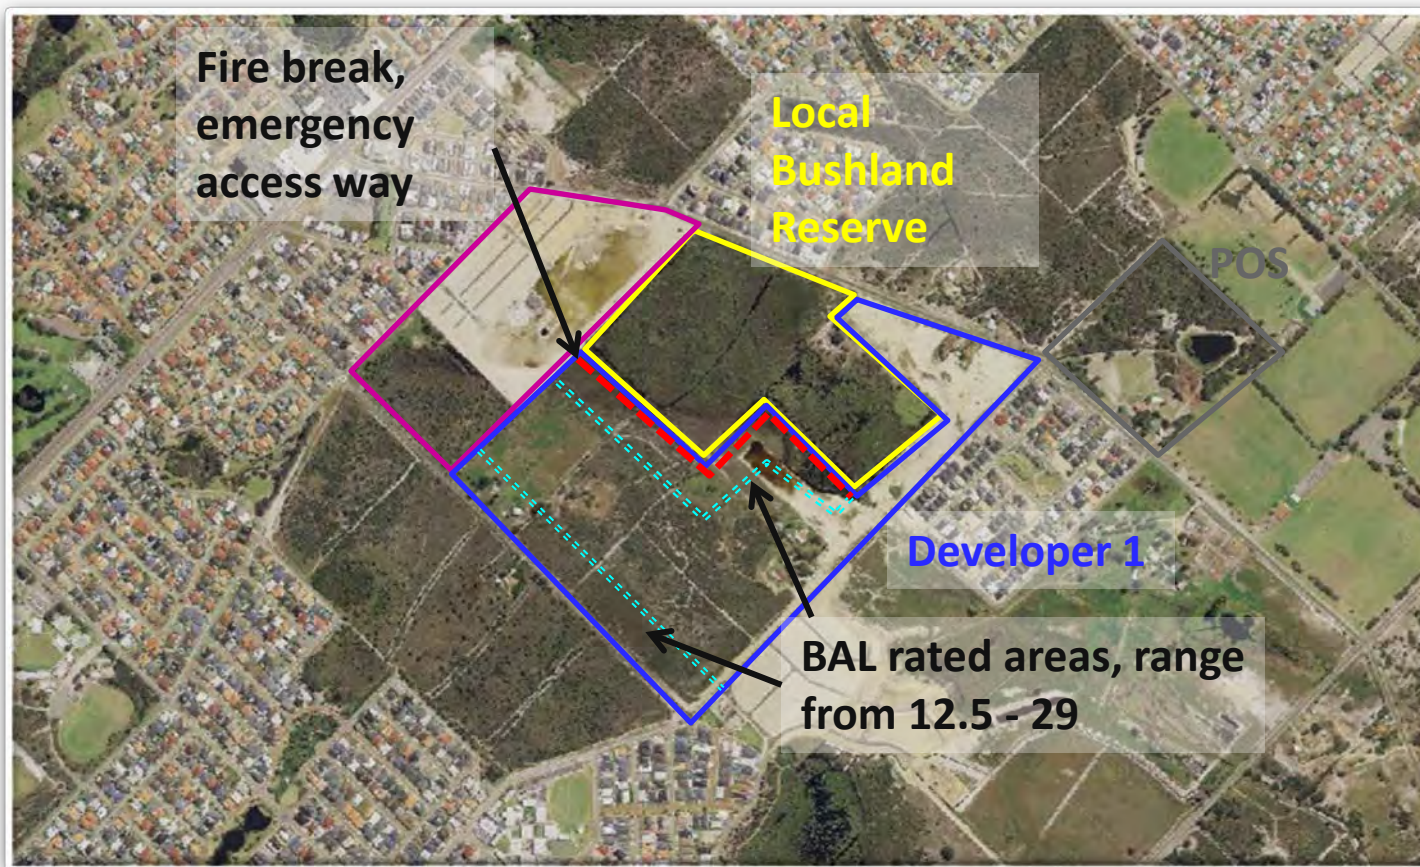 Fire break,
emergency
access way
Local
Bushland
Reserve
POS
Developer 1
BAL rated areas, range
from 12.5 - 29